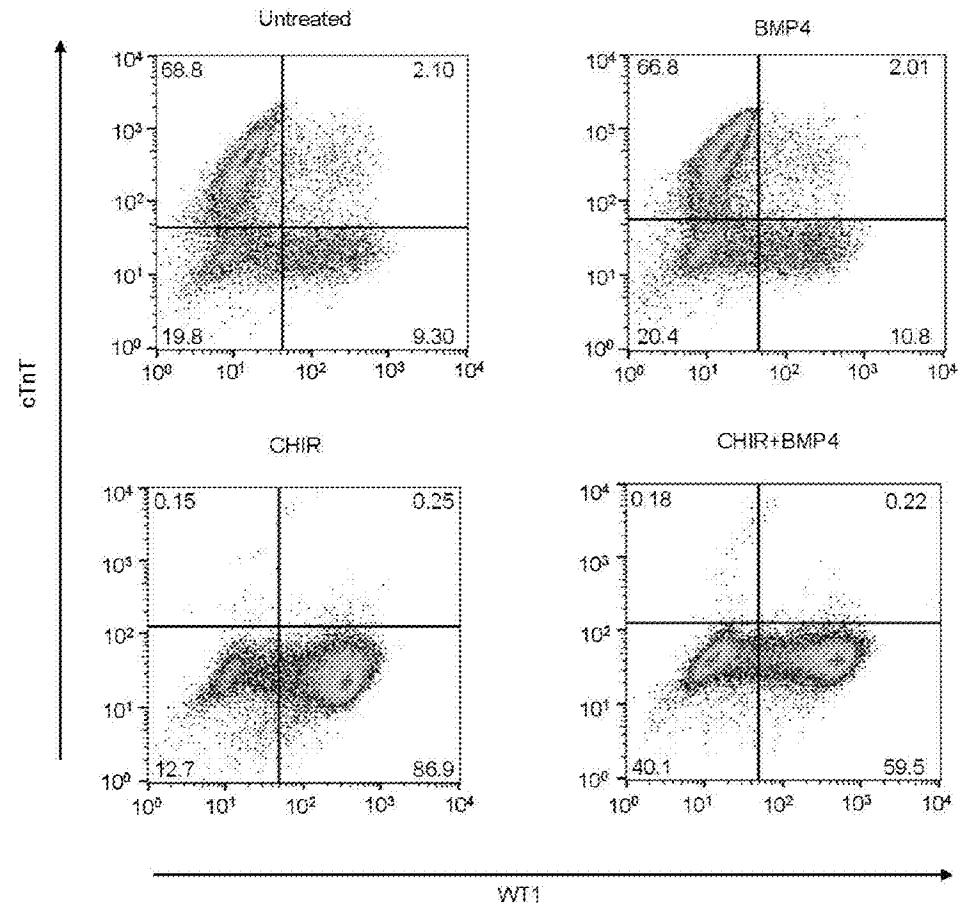 Untreated
BMP4
10⁴ 68.8 2.10
10⁴ 66.8 2.01
10³
10³
10²
10²
10¹
10¹
10⁰ 19.8 9.30
10⁰ 20.4 10.8
10⁰ 10¹ 10² 10³ 10⁴
10⁰ 10¹ 10² 10³ 10⁴
cTnT
CHIR
CHIR+BMP4
10⁴ 0.15 0.25
10⁴ 0.18 0.22
10³
10³
10²
10²
10¹
10¹
10⁰ 12.7 86.9
10⁰ 40.1 59.5
10⁰ 10¹ 10² 10³ 10⁴
10⁰ 10¹ 10² 10³ 10⁴
WT1